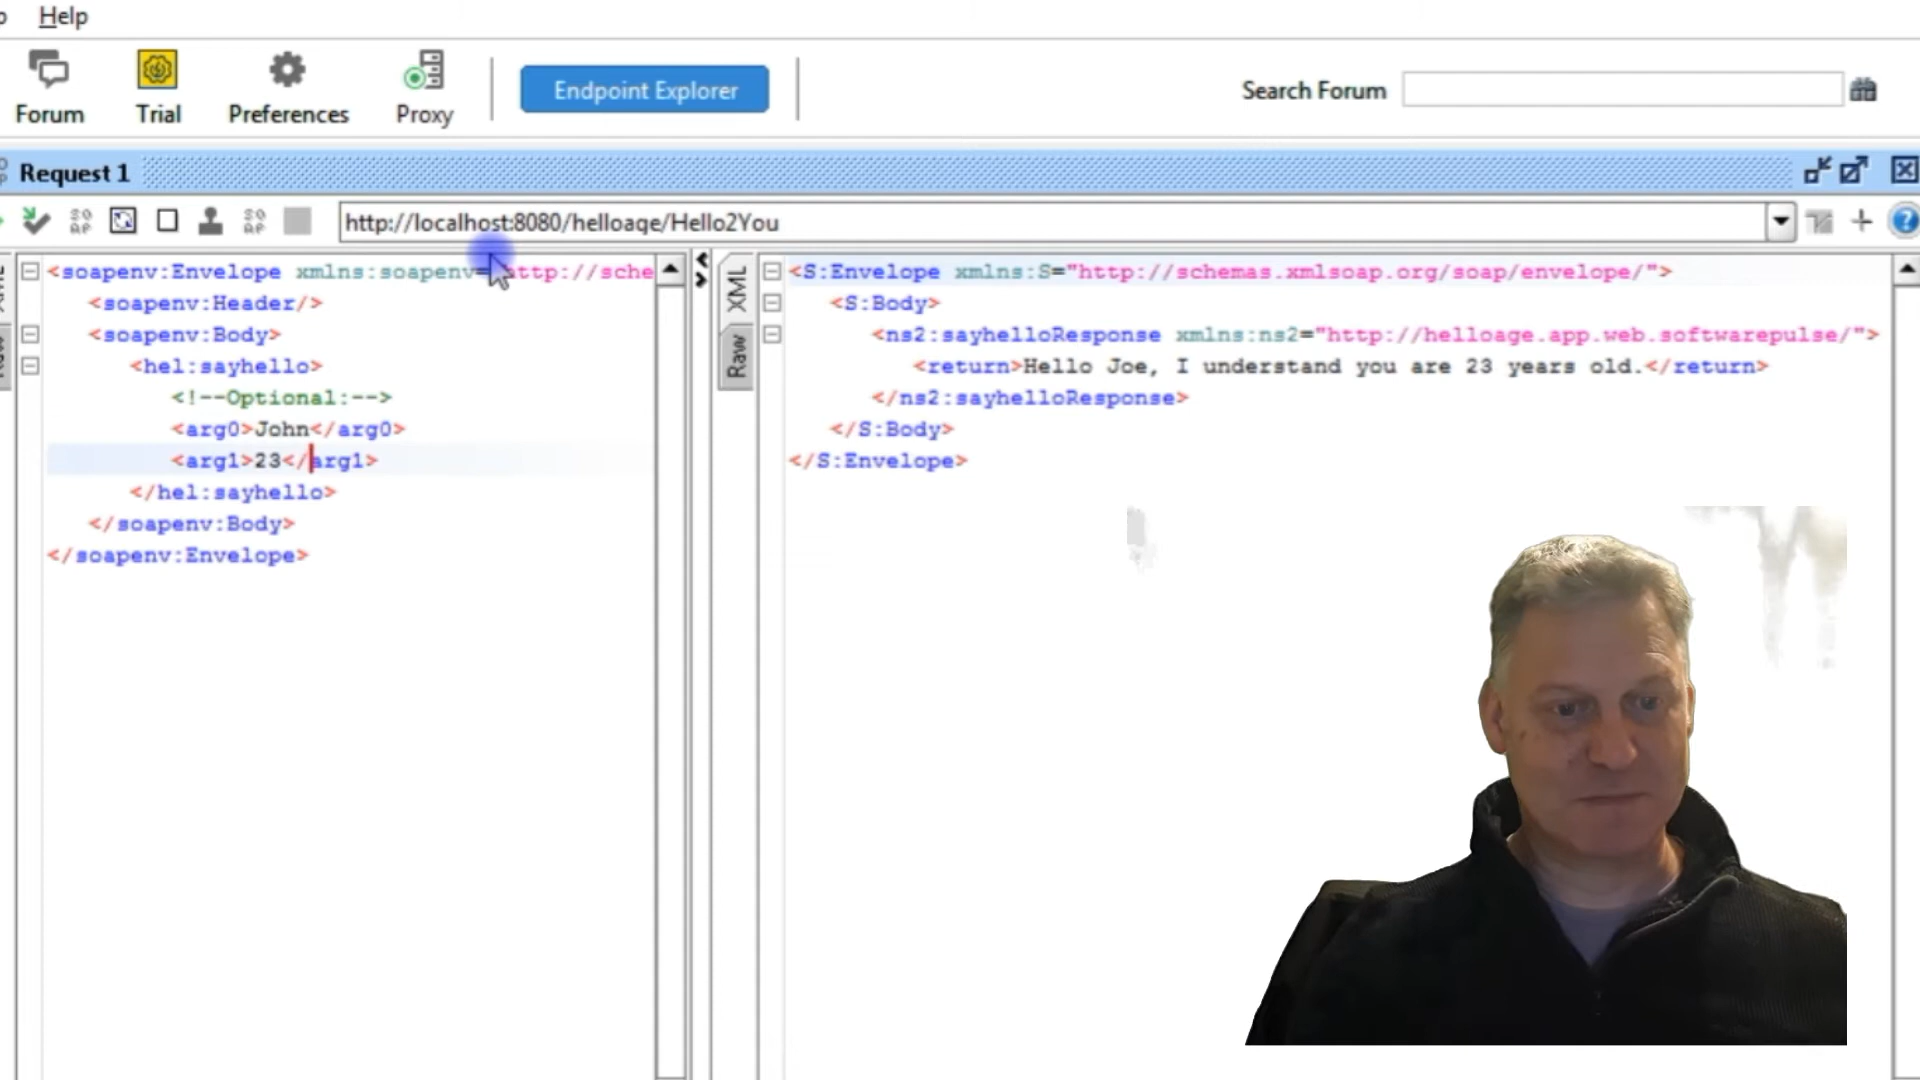 Help
Forum
Trial
Preferences
Proxy
Endpoint Explorer
Search Forum
Request 1
http://localhost:8080/helloage/Hello2You
<soapenv:Envelope xmlns:soapenv="http://sche
<soapenv:Header/>
<soapenv:Body>
<hel:sayhello>
<!--Optional:-->
<arg0>John</arg0>
<arg1>23</arg1>
</hel:sayhello>
</soapenv:Body>
</soapenv:Envelope>
XML
Raw
<S:Envelope xmlns:S="http://schemas.xmlsoap.org/soap/envelope/">
<S:Body>
<ns2:sayhelloResponse xmlns:ns2="http://helloage.app.web.softwarepulse/">
<return>Hello Joe, I understand you are 23 years old.</return>
</ns2:sayhelloResponse>
</S:Body>
</S:Envelope>